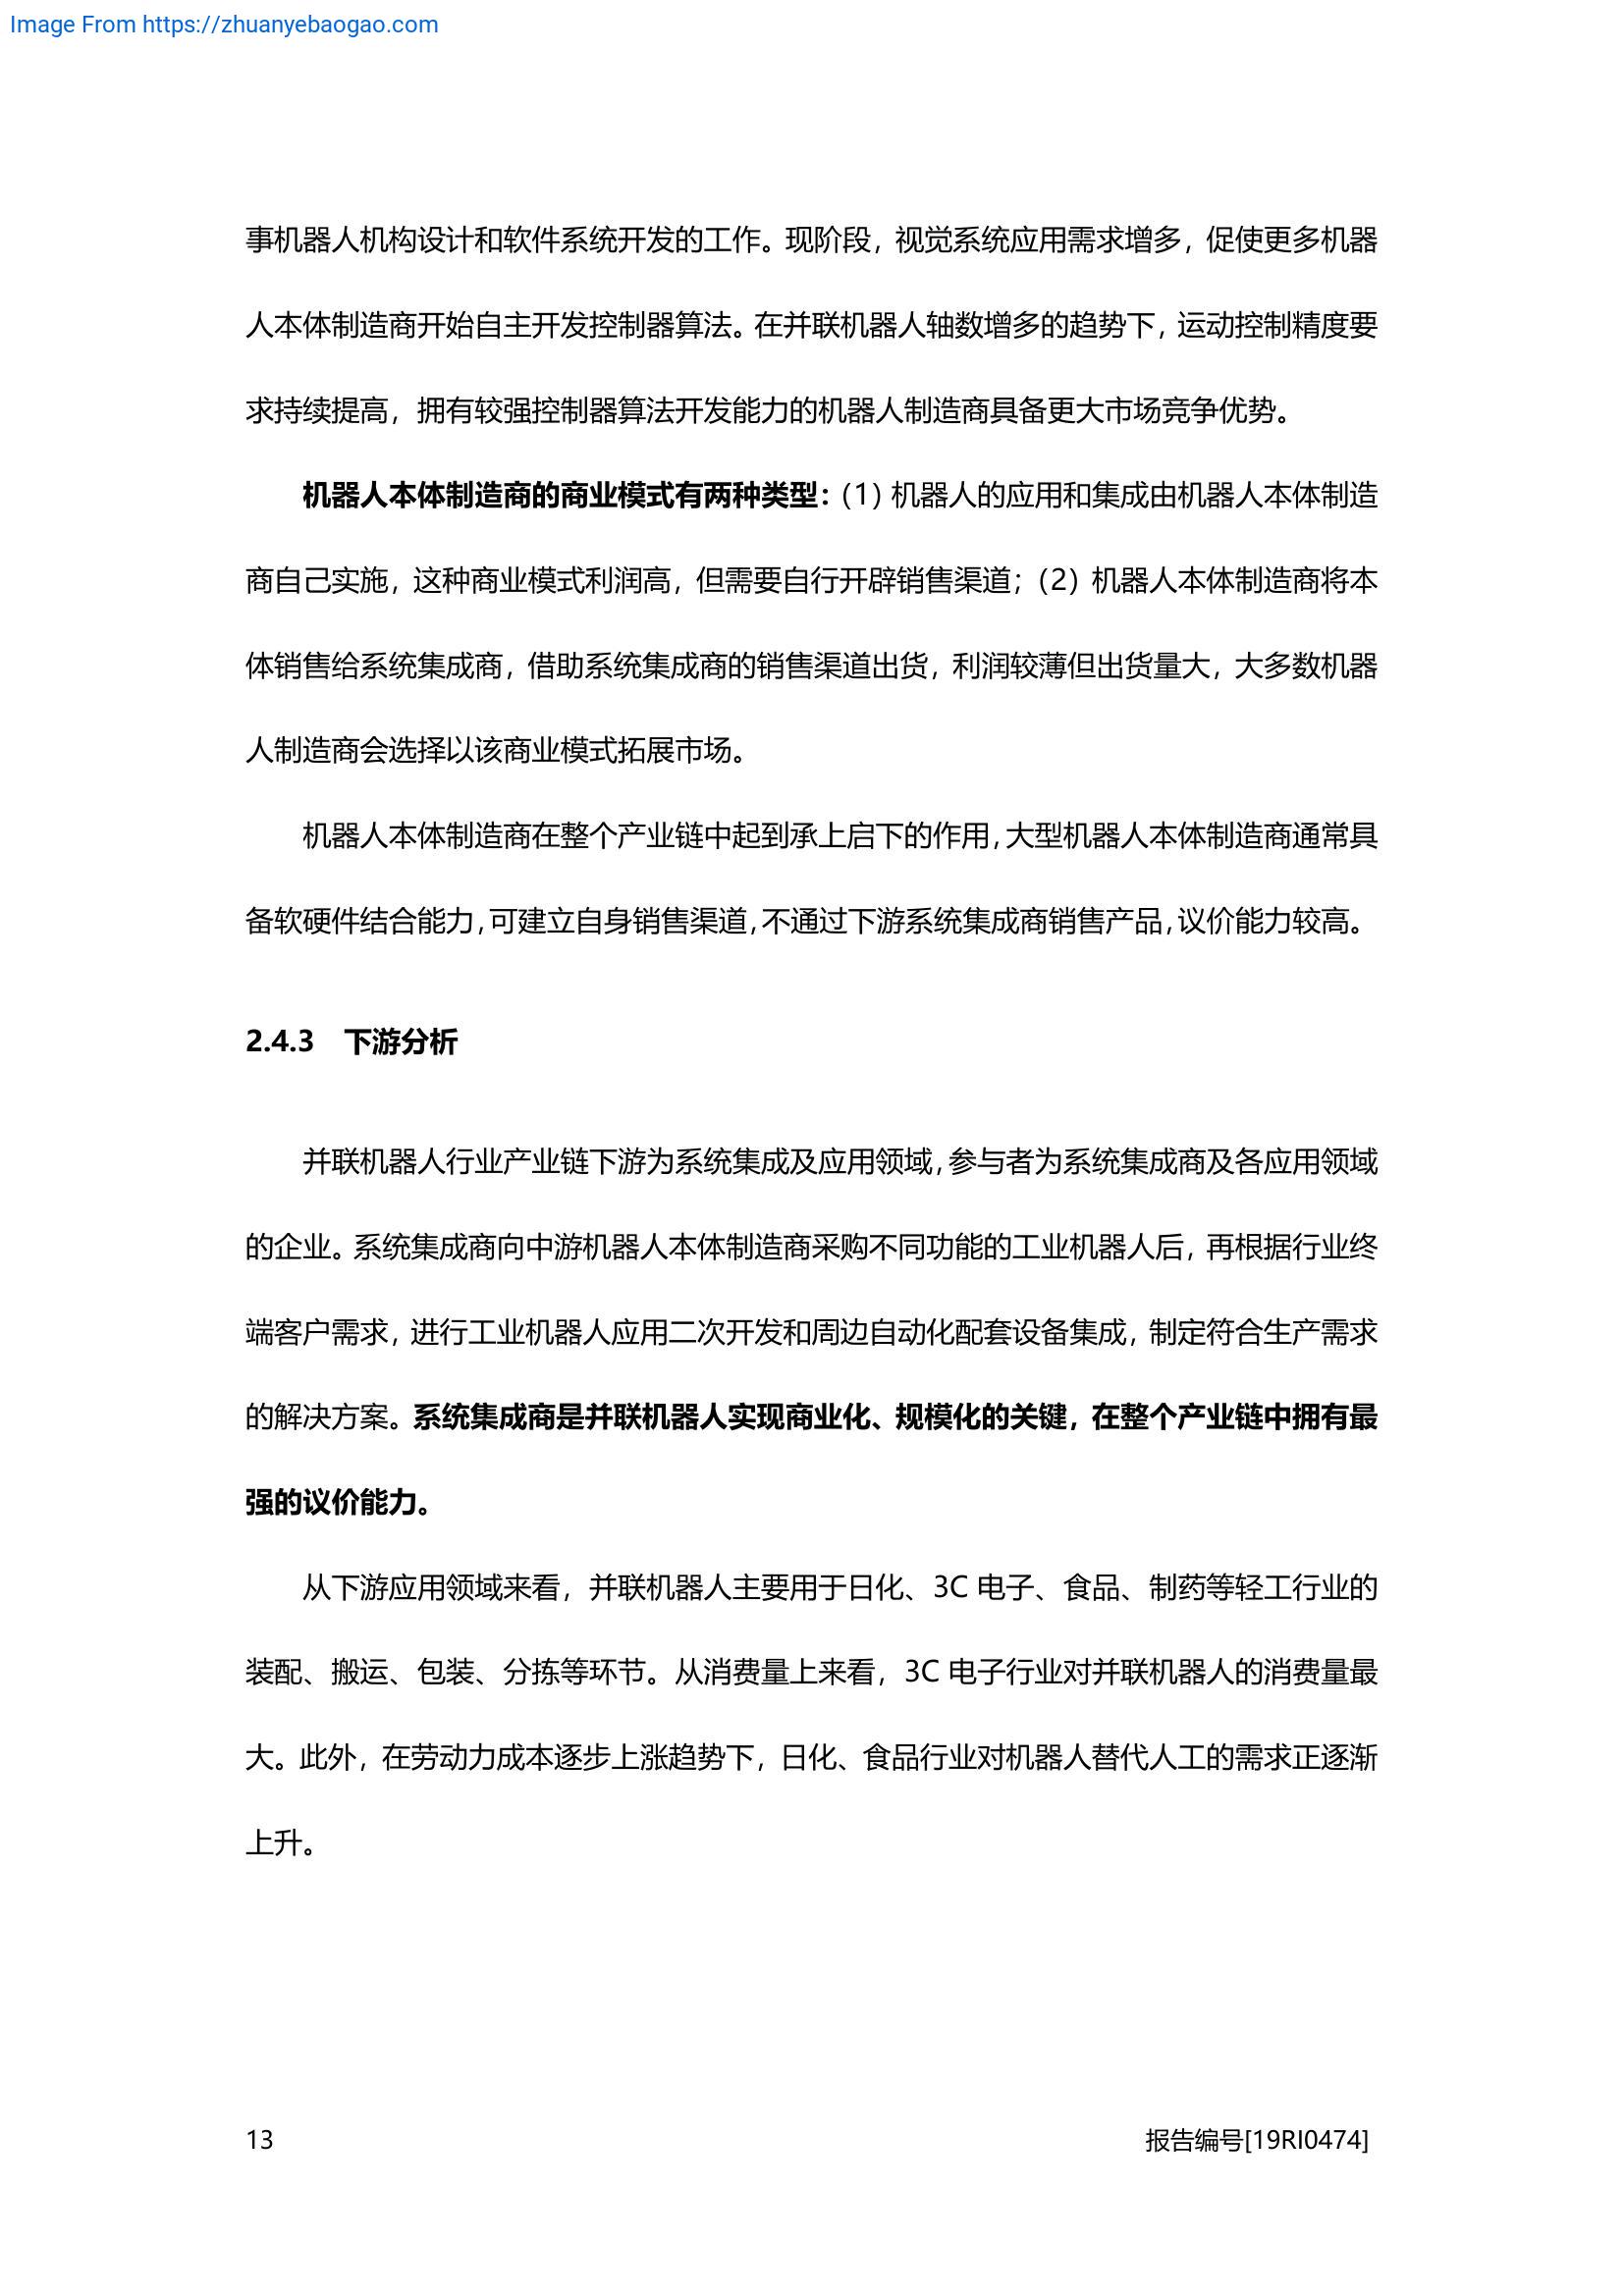 Image From https://zhuanyebaogao.com
事机器人机构设计和软件系统开发的工作。现阶段，视觉系统应用需求增多，促使更多机器
人本体制造商开始自主开发控制器算法。在并联机器人轴数增多的趋势下，运动控制精度要
求持续提高，拥有较强控制器算法开发能力的机器人制造商具备更大市场竞争优势。
机器人本体制造商的商业模式有两种类型：（1）机器人的应用和集成由机器人本体制造
商自己实施，这种商业模式利润高，但需要自行开辟销售渠道；（2）机器人本体制造商将本
体销售给系统集成商，借助系统集成商的销售渠道出货，利润较薄但出货量大，大多数机器
人制造商会选择以该商业模式拓展市场。
机器人本体制造商在整个产业链中起到承上启下的作用，大型机器人本体制造商通常具
备软硬件结合能力，可建立自身销售渠道，不通过下游系统集成商销售产品，议价能力较高。
2.4.3 下游分析
并联机器人行业产业链下游为系统集成及应用领域，参与者为系统集成商及各应用领域
的企业。系统集成商向中游机器人本体制造商采购不同功能的工业机器人后，再根据行业终
端客户需求，进行工业机器人应用二次开发和周边自动化配套设备集成，制定符合生产需求
的解决方案。系统集成商是并联机器人实现商业化、规模化的关键，在整个产业链中拥有最
强的议价能力。
从下游应用领域来看，并联机器人主要用于日化、3C 电子、食品、制药等轻工行业的
装配、搬运、包装、分拣等环节。从消费量上来看，3C 电子行业对并联机器人的消费量最
大。此外，在劳动力成本逐步上涨趋势下，日化、食品行业对机器人替代人工的需求正逐渐
上升。
13 报告编号[19RI0474]